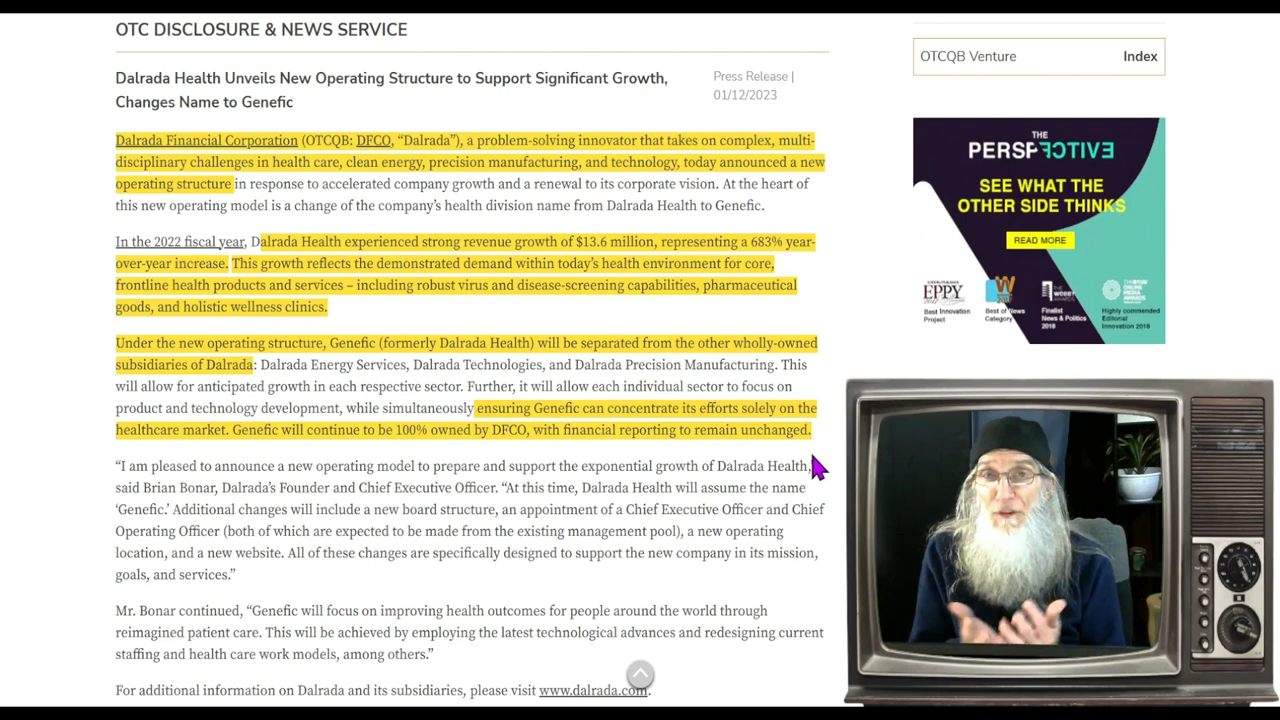 OTC DISCLOSURE & NEWS SERVICE
Dalrada Health Unveils New Operating Structure to Support Significant Growth,
Changes Name to Genefic
Press Release |
01/12/2023
Dalrada Financial Corporation (OTCQB: DFCO, “Dalrada”), a problem-solving innovator that takes on complex, multi-
disciplinary challenges in health care, clean energy, precision manufacturing, and technology, today announced a new
operating structure in response to accelerated company growth and a renewal to its corporate vision. At the heart of
this new operating model is a change of the company’s health division name from Dalrada Health to Genefic.
In the 2022 fiscal year, Dalrada Health experienced strong revenue growth of $13.6 million, representing a 683% year-
over-year increase. This growth reflects the demonstrated demand within today’s health environment for core,
frontline health products and services – including robust virus and disease-screening capabilities, pharmaceutical
goods, and holistic wellness clinics.
Under the new operating structure, Genefic (formerly Dalrada Health) will be separated from the other wholly-owned
subsidiaries of Dalrada: Dalrada Energy Services, Dalrada Technologies, and Dalrada Precision Manufacturing. This
will allow for anticipated growth in each respective sector. Further, it will allow each individual sector to focus on
product and technology development, while simultaneously ensuring Genefic can concentrate its efforts solely on the
healthcare market. Genefic will continue to be 100% owned by DFCO, with financial reporting to remain unchanged.
“I am pleased to announce a new operating model to prepare and support the exponential growth of Dalrada Health,
said Brian Bonar, Dalrada’s Founder and Chief Executive Officer. “At this time, Dalrada Health will assume the name
‘Genefic.’ Additional changes will include a new board structure, an appointment of a Chief Executive Officer and Chief
Operating Officer (both of which are expected to be made from the existing management pool), a new operating
location, and a new website. All of these changes are specifically designed to support the new company in its mission,
goals, and services.”
Mr. Bonar continued, “Genefic will focus on improving health outcomes for people around the world through
reimagined patient care. This will be achieved by employing the latest technological advances and redesigning current
staffing and health care work models, among others.”
For additional information on Dalrada and its subsidiaries, please visit www.dalrada.com.
OTCQB Venture Index
THE
PERSPECTIVE
SEE WHAT THE
OTHER SIDE THINKS
READ MORE
EPPY
Best Innovation
Project
W
Best of News
Category
Finalist
News & Politics
2018
Highly commended
Editorial
Innovation 2018